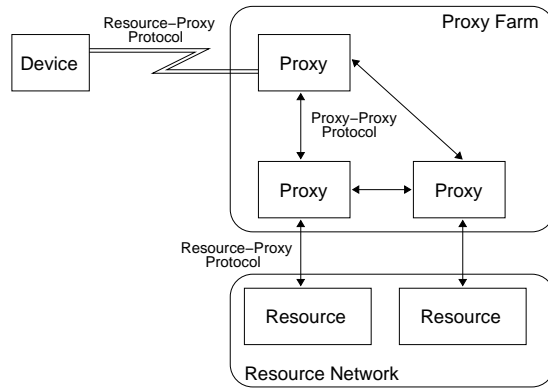 Resource−Proxy
Protocol
Proxy Farm
Device
Proxy
Proxy−Proxy
Protocol
Proxy
Proxy
Resource−Proxy
Protocol
Resource
Resource
Resource Network